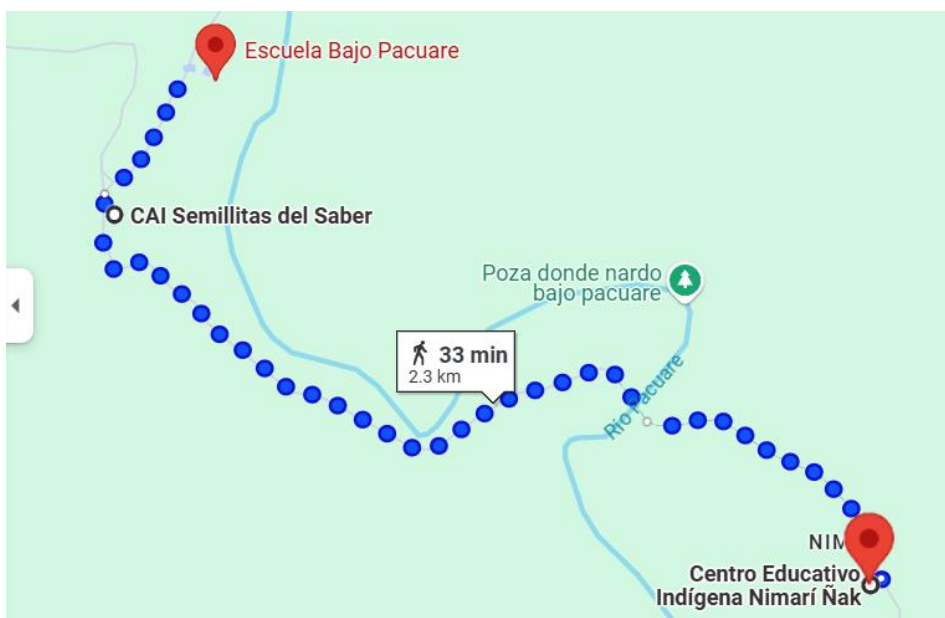 Escuela Bajo Pacuare
CAI Semillitas del Saber
Poza donde nardo
bajo pacuare
33 min
2.3 km
Río Pacuare
NIM
Centro Educativo
Indígena Nimarí Ñak